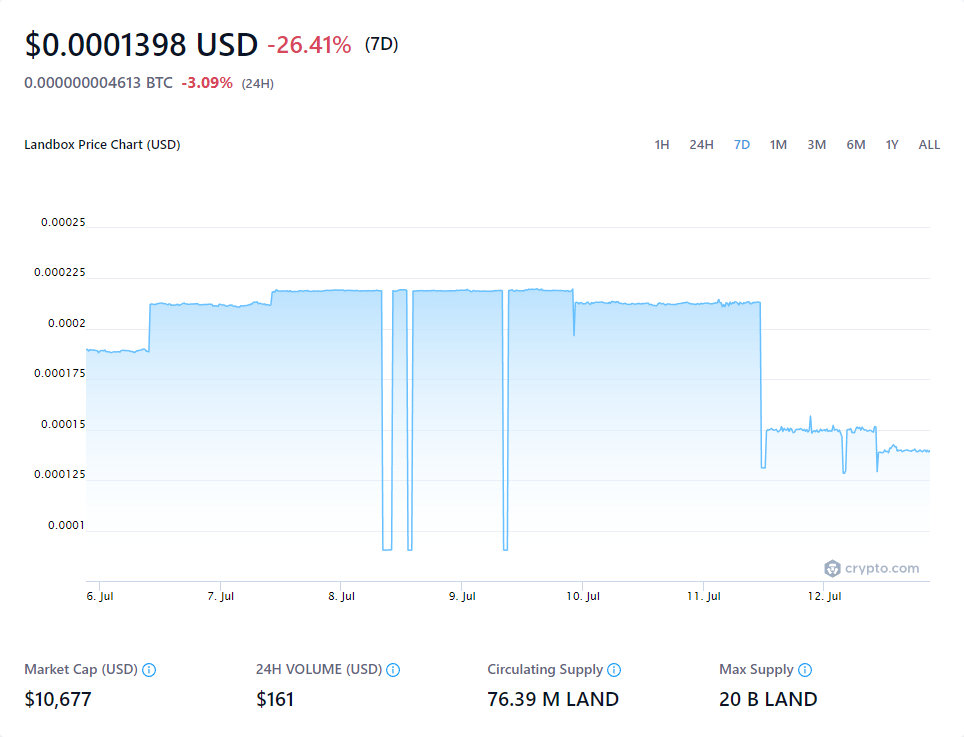 $0.0001398 USD -26.41% (7D)
0.000000004613 BTC -3.09% (24H)
Landbox Price Chart (USD) 1H 24H 7D 1M 3M 6M 1Y ALL
0.00025
0.000225
0.0002
0.000175
0.00015
0.000125
0.0001
crypto.com
6. Jul 7. Jul 8. Jul 9. Jul 10. Jul 11. Jul 12. Jul
Market Cap (USD) 24H VOLUME (USD) Circulating Supply Max Supply
$10,677 $161 76.39 M LAND 20 B LAND